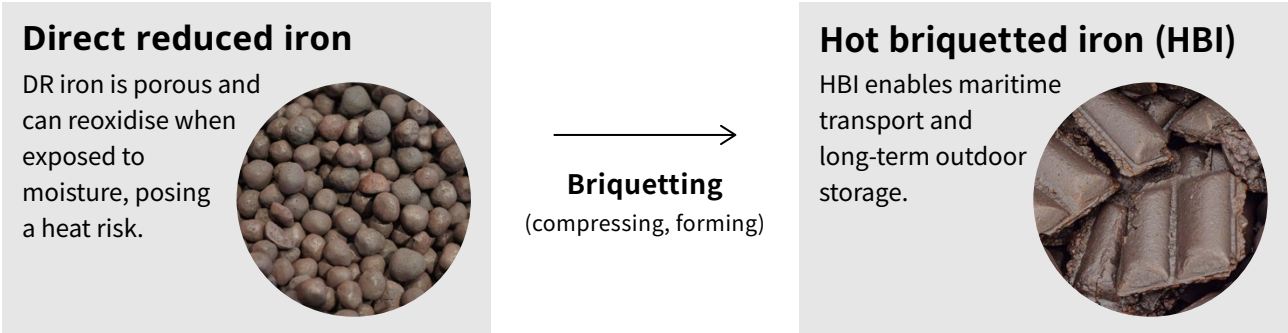 Direct reduced iron
DR iron is porous and
can reoxidise when
exposed to
moisture, posing
a heat risk.
Briquetting
(compressing, forming)
Hot briquetted iron (HBI)
HBI enables maritime
transport and
long-term outdoor
storage.